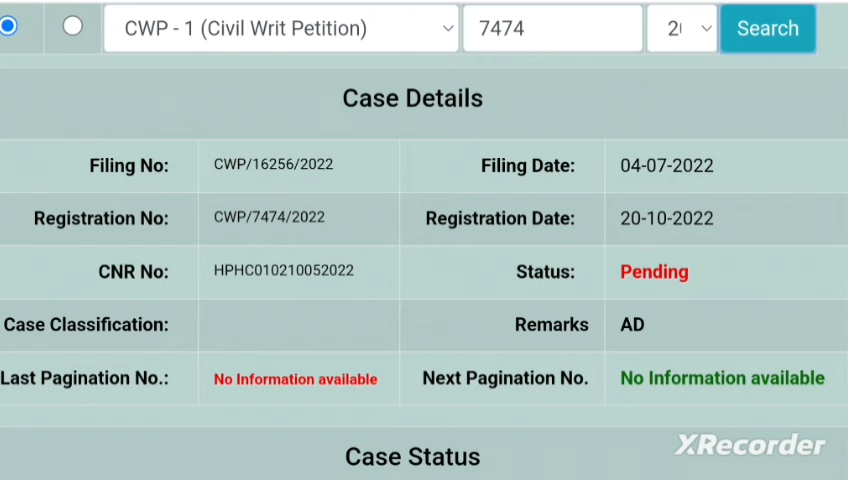 CWP - 1 (Civil Writ Petition) 7474 Search
Case Details
Filing No: CWP/16256/2022 Filing Date: 04-07-2022
Registration No: CWP/7474/2022 Registration Date: 20-10-2022
CNR No: HPHC010210052022 Status: Pending
Case Classification: Remarks AD
Last Pagination No.: No Information available Next Pagination No. No Information available
Case Status
XRecorder